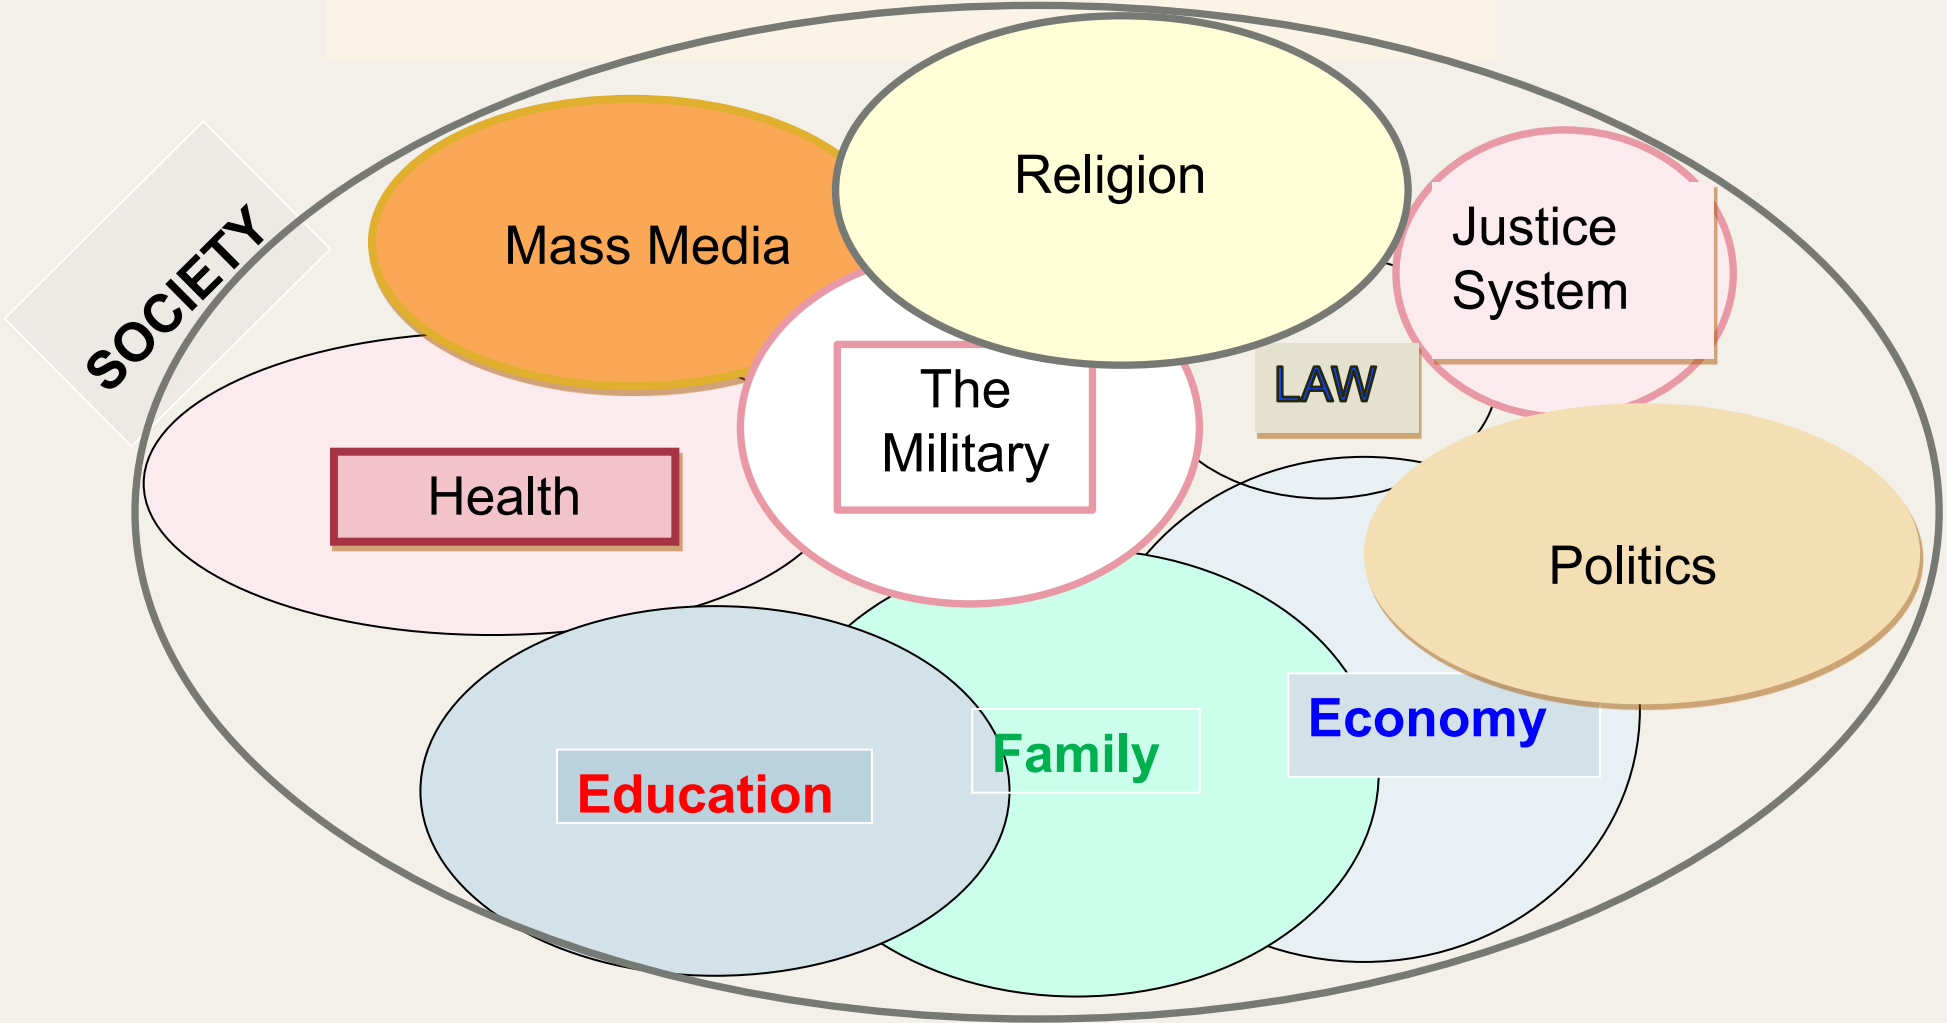 Religion
Mass Media
Justice
System
SOCIETY
The
Military
LAW
Health
Politics
Economy
Family
Education